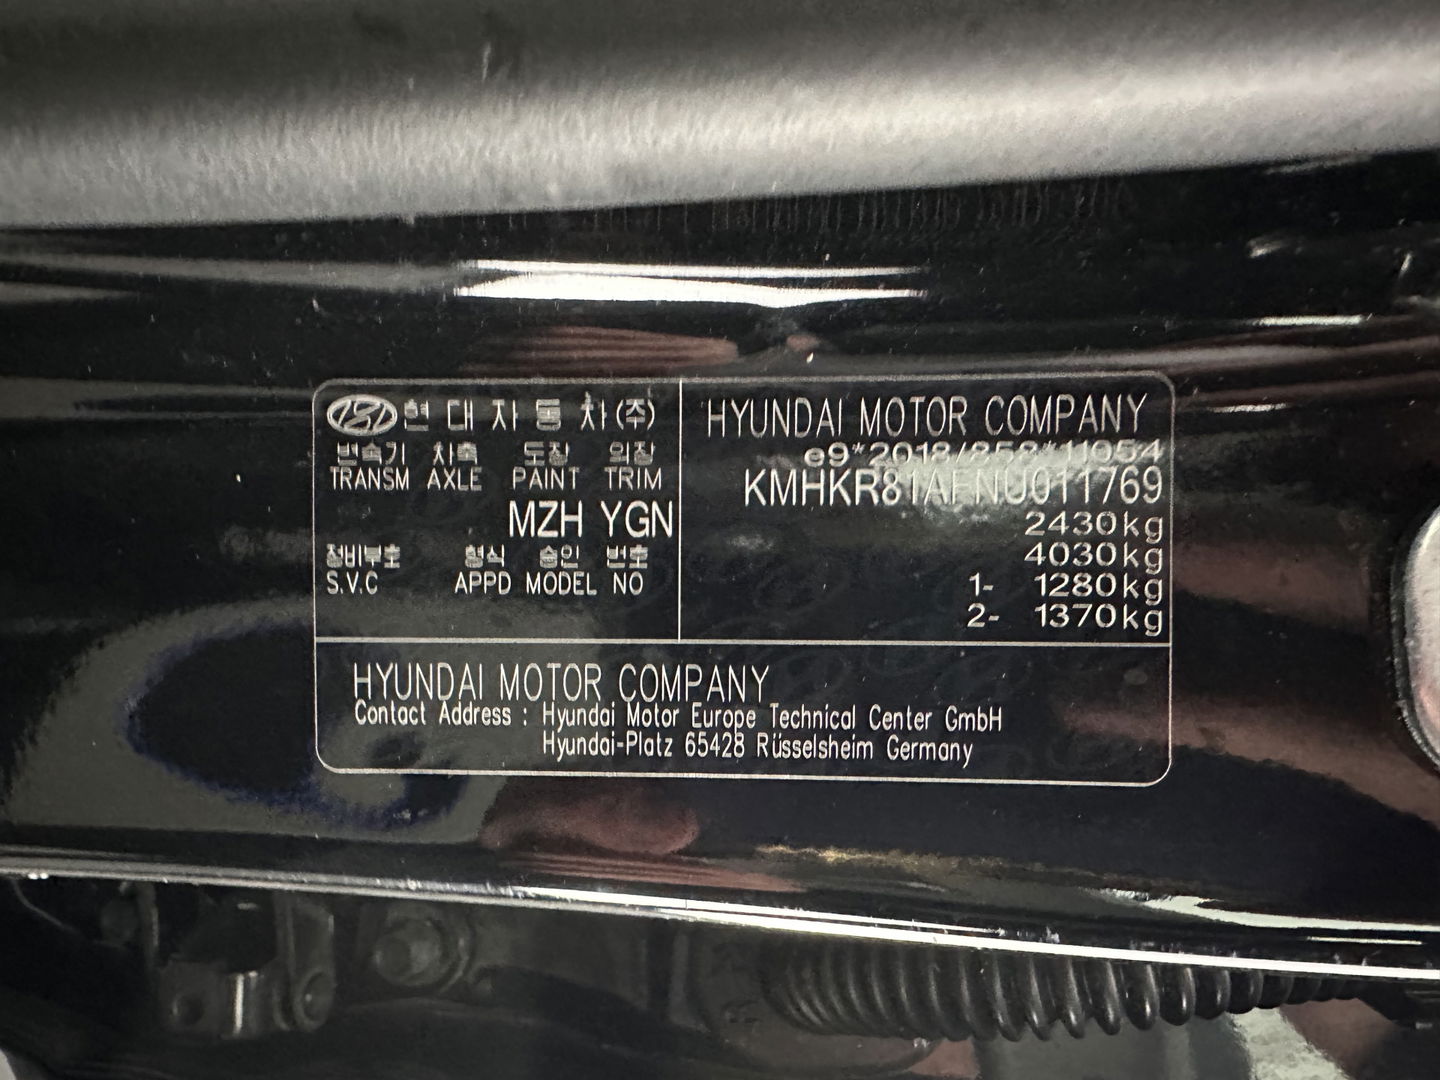 현대자동차(주)
변속기 차축 도장 의장
TRANSM AXLE PAINT TRIM
MZH YGN
정비부호 형식 승인 번호
S.V.C APPD MODEL NO
HYUNDAI MOTOR COMPANY
e9*2018/858*11054
KMHKR81AFNU011769
2430kg
4030kg
1- 1280kg
2- 1370kg
HYUNDAI MOTOR COMPANY
Contact Address : Hyundai Motor Europe Technical Center GmbH
Hyundai-Platz 65428 Rüsselsheim Germany